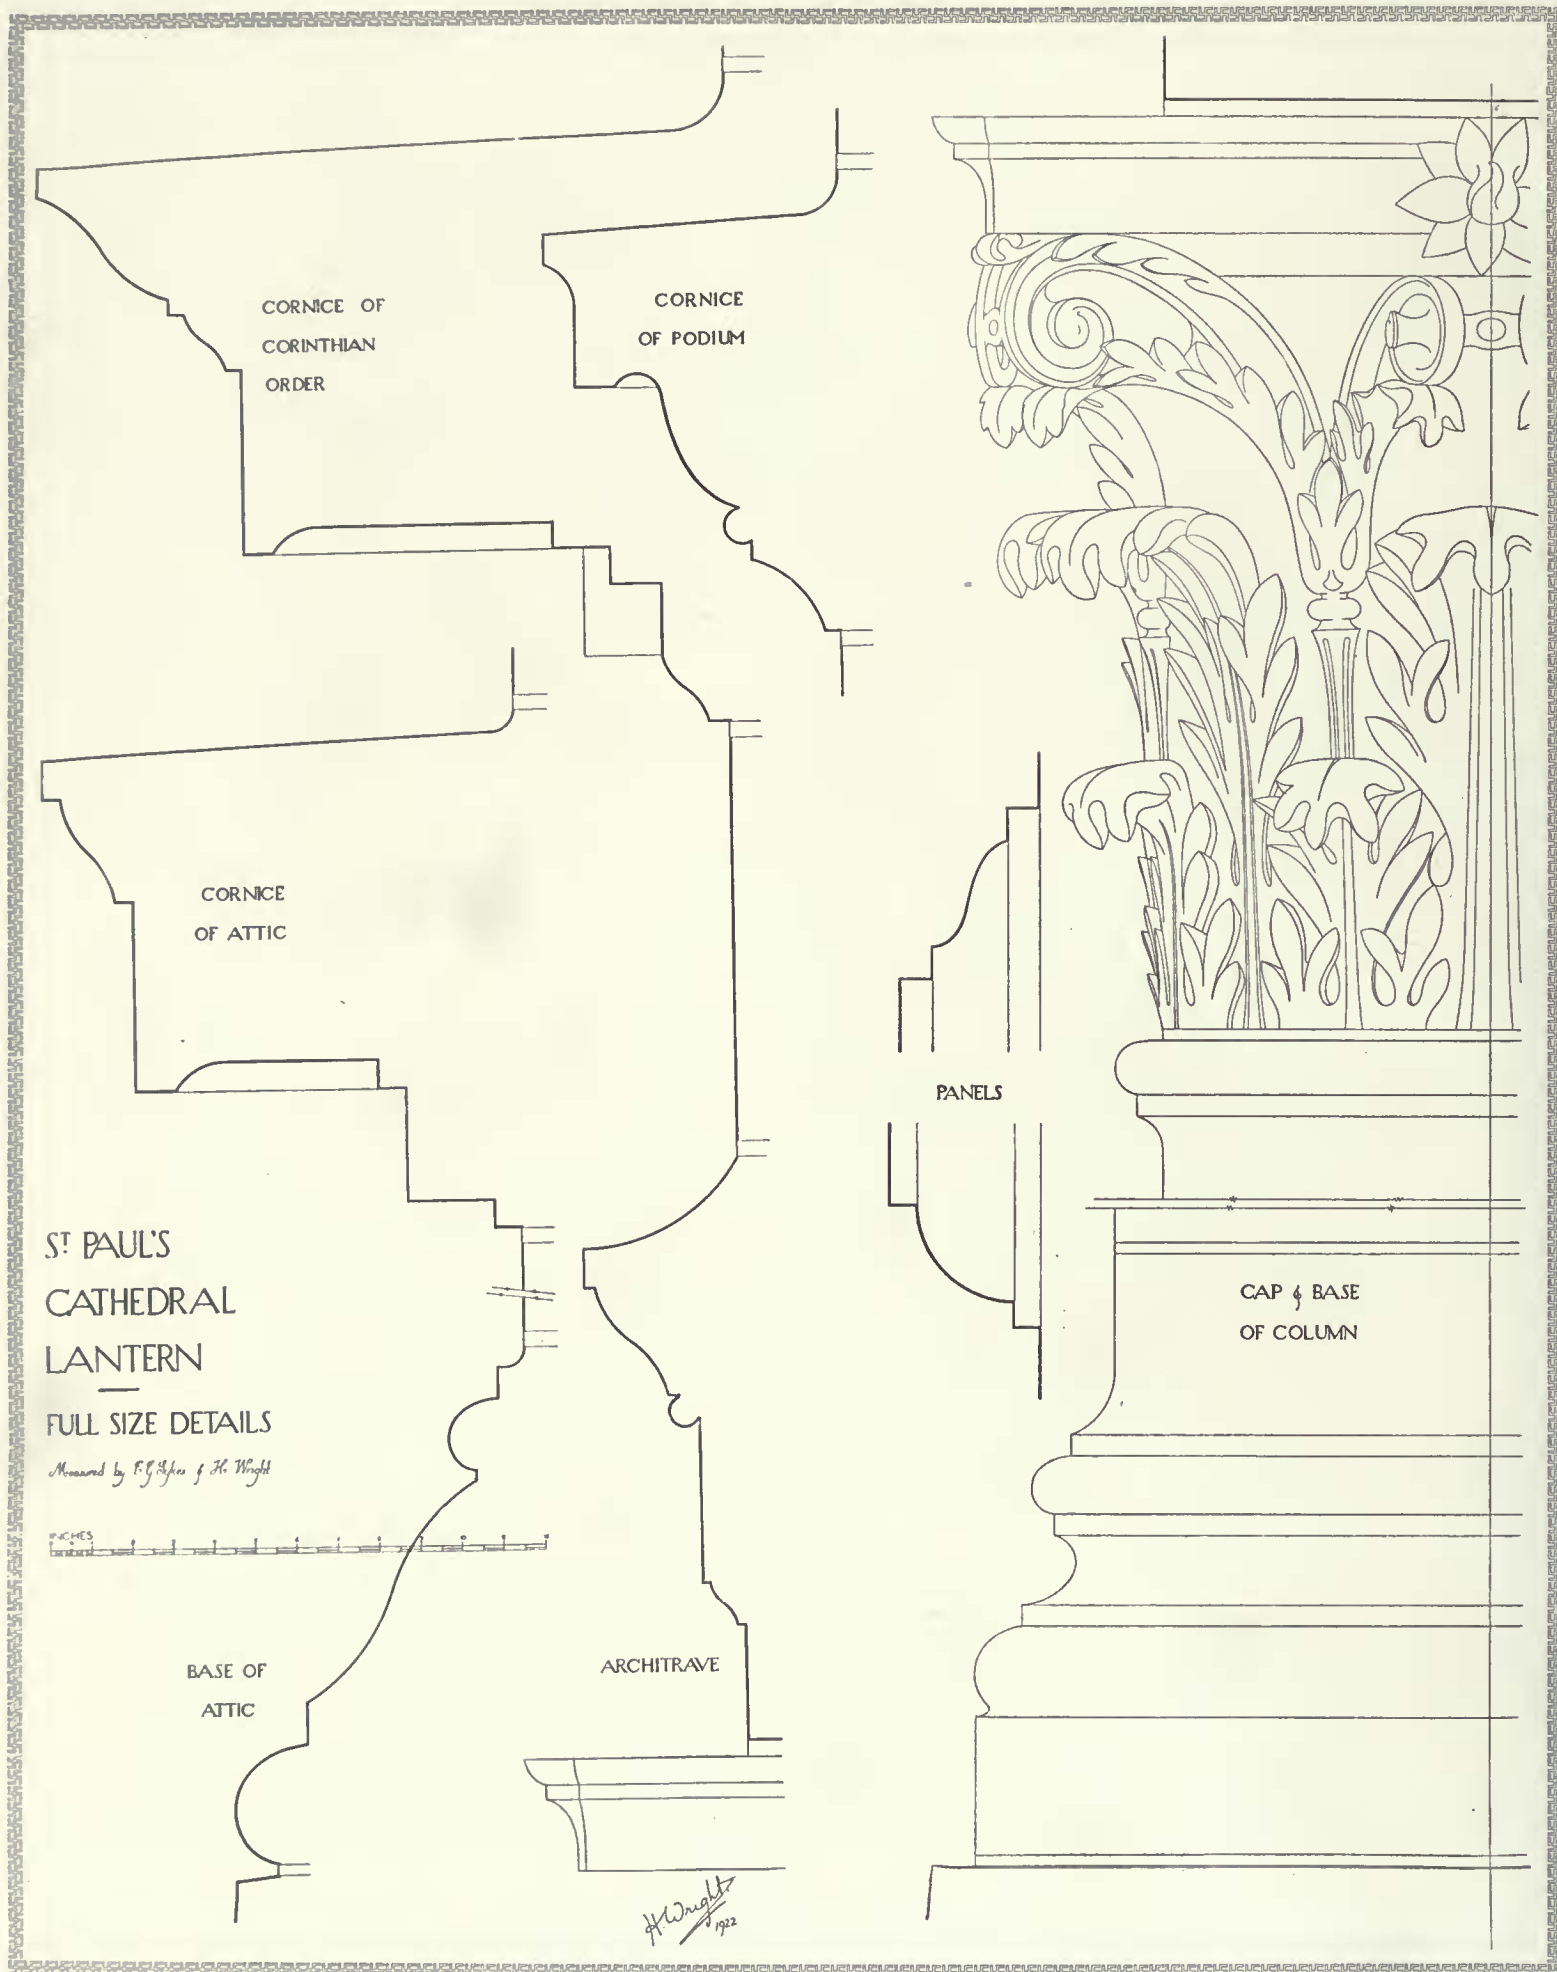 CORNICE OF
CORINTHIAN
ORDER
CORNICE
OF PODIUM
CORNICE
OF ATTIC
PANELS
ST PAUL'S
CATHEDRAL
LANTERN
FULL SIZE DETAILS
Measured by F. G. Sykes & H. Wright
INCHES
CAP & BASE
OF COLUMN
BASE OF
ATTIC
ARCHITRAVE
H. Wright.
1922